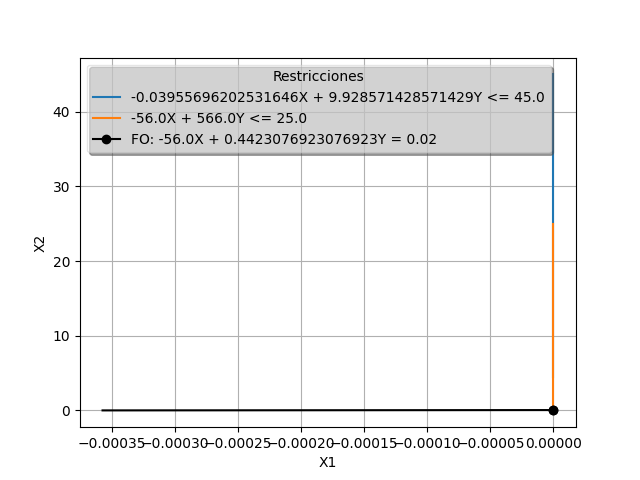 Restricciones
-0.03955696202531646X + 9.928571428571429Y <= 45.0
-56.0X + 566.0Y <= 25.0
FO: -56.0X + 0.4423076923076923Y = 0.02
40
30
20
10
0
X2
−0.00035 −0.00030 −0.00025 −0.00020 −0.00015 −0.00010 −0.00005 0.00000
X1